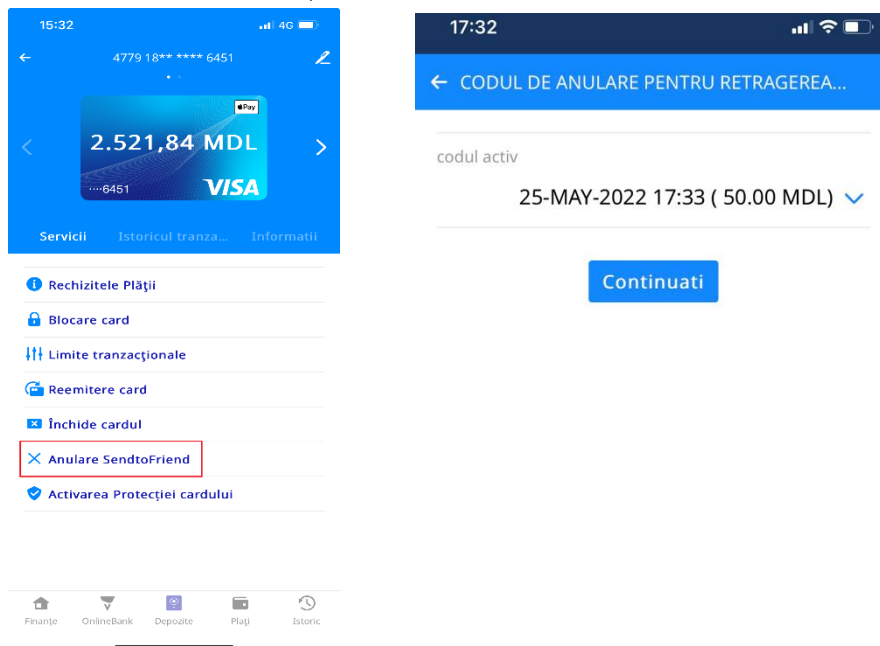 15:32
4G
4779 18** **** 6451
Pay
2.521,84 MDL
····6451
VISA
Servicii
Istoricul tranza...
Informatii
Rechizitele Plății
Blocare card
Limite tranzacționale
Reemitere card
Închide cardul
Anulare SendtoFriend
Activarea Protecției cardului
Finanțe
OnlineBank
Depozite
Plați
Istoric
17:32
CODUL DE ANULARE PENTRU RETRAGEREA...
codul activ
25-MAY-2022 17:33 ( 50.00 MDL)
Continuati